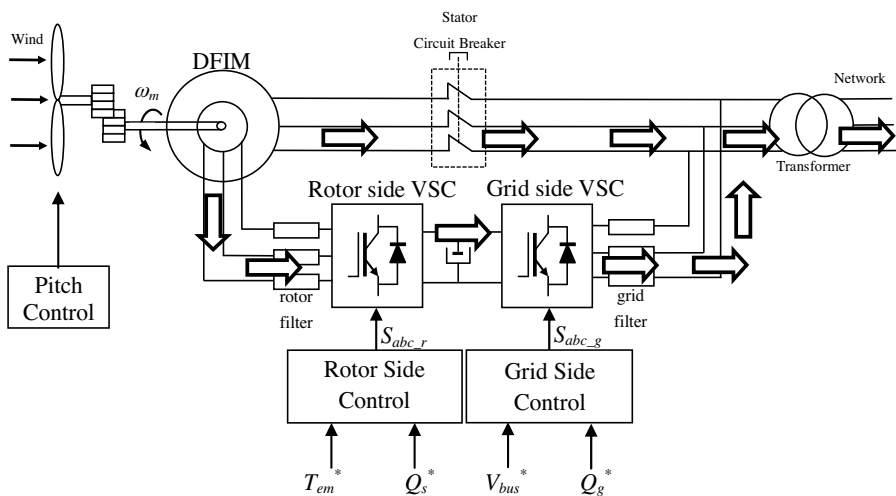 Stator
Circuit Breaker
Wind
DFIM
Network
ω_m
Transformer
Rotor side VSC
Grid side VSC
Pitch
Control
rotor
filter
grid
filter
S_abc_r
S_abc_g
Rotor Side
Control
Grid Side
Control
T_em*
Q_s*
V_bus*
Q_g*